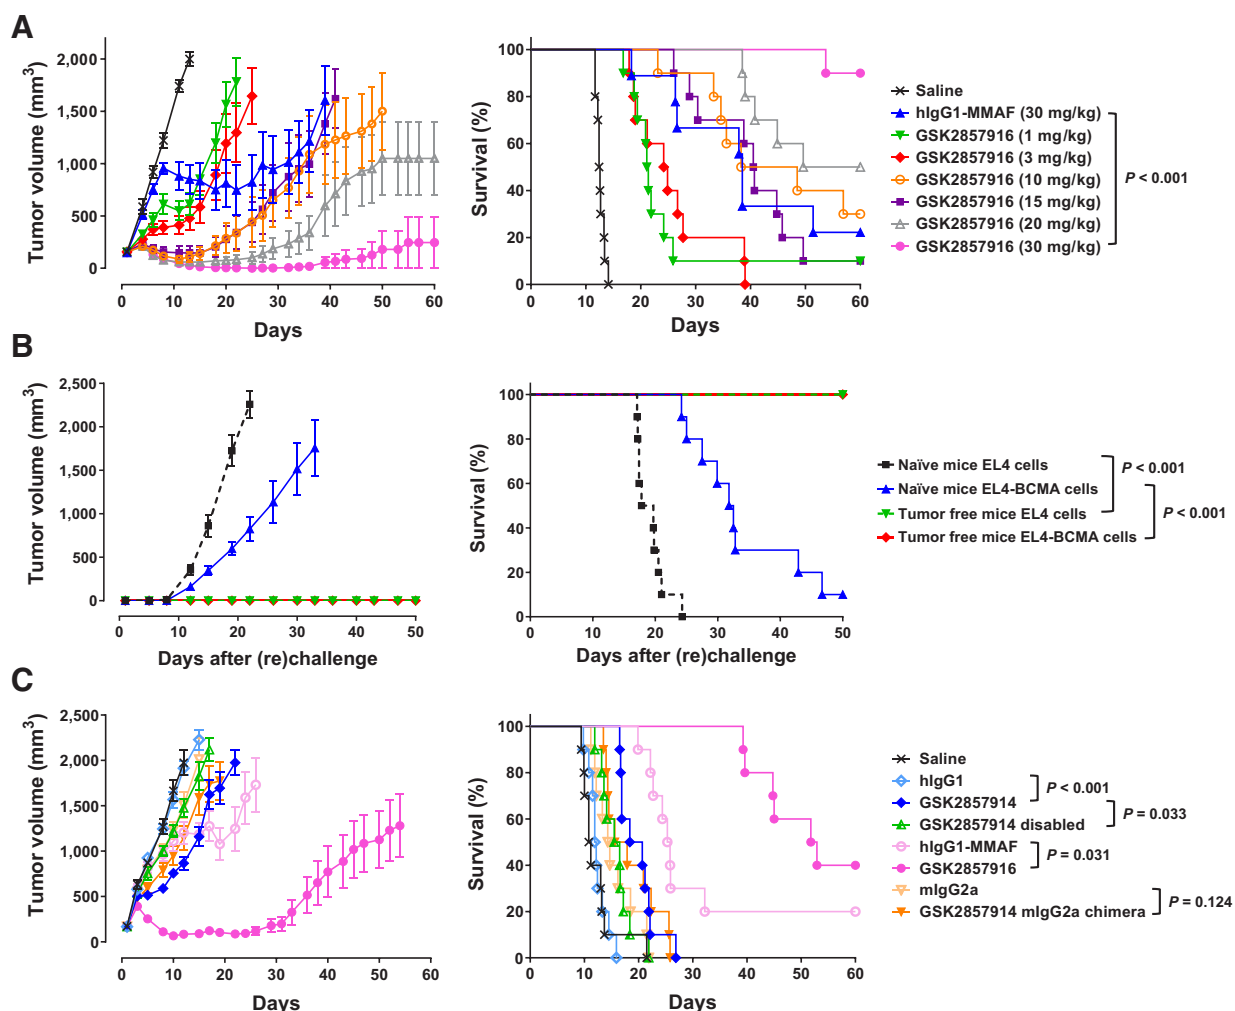 A
Tumor volume (mm³)
2,000
1,500
1,000
500
0
0 10 20 30 40 50 60
Days
Survival (%)
100
80
60
40
20
0
0 10 20 30 40 50 60
Days
Saline
hIgG1-MMAF (30 mg/kg)
GSK2857916 (1 mg/kg)
GSK2857916 (3 mg/kg)
GSK2857916 (10 mg/kg)
GSK2857916 (15 mg/kg)
GSK2857916 (20 mg/kg)
GSK2857916 (30 mg/kg)
P < 0.001
B
Tumor volume (mm³)
2,500
2,000
1,500
1,000
500
0
0 10 20 30 40 50
Days after (re)challenge
Survival (%)
100
80
60
40
20
0
0 10 20 30 40 50
Days after (re)challenge
Naïve mice EL4 cells
Naïve mice EL4-BCMA cells
Tumor free mice EL4 cells
Tumor free mice EL4-BCMA cells
P < 0.001
P < 0.001
C
Tumor volume (mm³)
2,500
2,000
1,500
1,000
500
0
0 10 20 30 40 50 60
Days
Survival (%)
100
80
60
40
20
0
0 10 20 30 40 50 60
Days
Saline
hIgG1
GSK2857914
GSK2857914 disabled
hIgG1-MMAF
GSK2857916
mIgG2a
GSK2857914 mIgG2a chimera
P < 0.001
P = 0.033
P = 0.031
P = 0.124